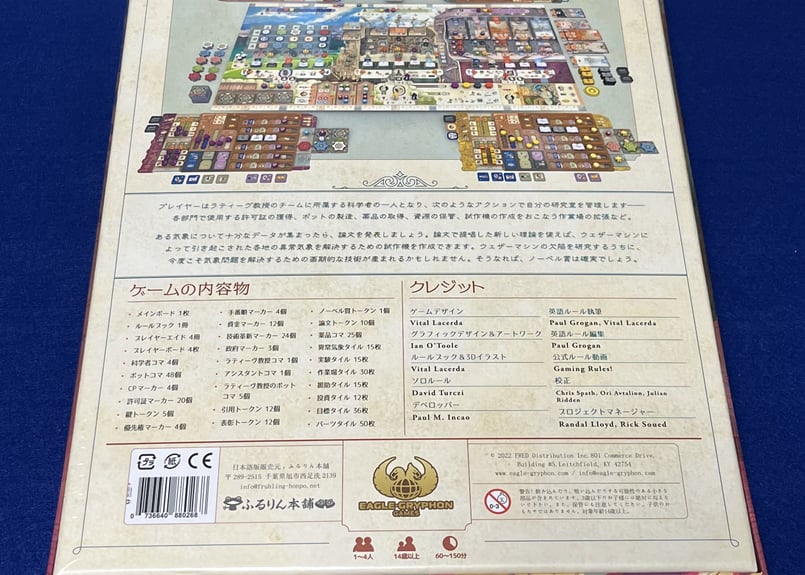 プレイヤーはラティーヴ教授のチームに所属する科学者の一人となり、次のようなアクションで自分の研究室を管理します──
各部門で使用する許可証の獲得、ボットの製造、薬品の取得、資源の保管、試作機の作成をおこなう作業場の拡張など。
ある気象について十分なデータが集まったら、論文を発表しましょう。論文で提唱した新しい理論を使えば、ウェザーマシンに
よって引き起こされた各地の異常気象を解決するための試作機を作成できます。ウェザーマシンの欠陥を研究するうちに、
今度こそ気象問題を解決するための画期的な技術が産まれるかもしれません。そうなれば、ノーベル賞は確実でしょう。
ゲームの内容物
・ メインボード 1枚
・ ルールブック 1冊
・ プレイヤーエイド 4冊
・ プレイヤーボード 4枚
・ 科学者コマ 4個
・ ボットコマ 48個
・ CPマーカー 4個
・ 許可証マーカー 20個
・ 鍵トークン 5個
・ 優先権マーカー 4個
・ 手番順マーカー 4個
・ 資金マーカー 12個
・ 技術革新マーカー 24個
・ 政府マーカー 3個
・ ラティーヴ教授コマ 1個
・ アシスタントコマ 1個
・ ラティーヴ教授のボット
コマ 5個
・ 引用トークン 12個
・ 表彰トークン 12個
・ ノーベル賞トークン 1個
・ 論文トークン 10個
・ 薬品コマ 25個
・ 異常気象タイル 15枚
・ 実験タイル 15枚
・ 作業場タイル 30枚
・ 援助タイル 15枚
・ 投資タイル 12枚
・ 目標タイル 36枚
・ パーツタイル 50枚
クレジット
ゲームデザイン
Vital Lacerda
グラフィックデザイン＆アートワーク
Ian O'Toole
ルールブック＆3Dイラスト
Vital Lacerda
ソロルール
David Turczi
デベロッパー
Paul M. Incao
英語ルール執筆
Paul Grogan, Vital Lacerda
英語ルール編集
Paul Grogan
公式ルール動画
Gaming Rules!
校正
Chris Spath, Ori Avtalion, Julian
Ridden
プロジェクトマネージャー
Randal Lloyd, Rick Soued
プラ
紙
CE
0 736640 880268
日本語版販売元：ふるりん本舗
〒289-2515 千葉県旭市西足洗 2139
info@fruhling-honpo.net
ふるりん本舗
EAGLE-GRYPHON
GAMES
© 2022 FRED Distribution Inc.801 Commerce Drive,
Building #5.Leitchfield, KY 42754
www.eagle-gryphon.com / info@eagle-gryphon.com
0-3
1～4人
14歳以上
60～150分